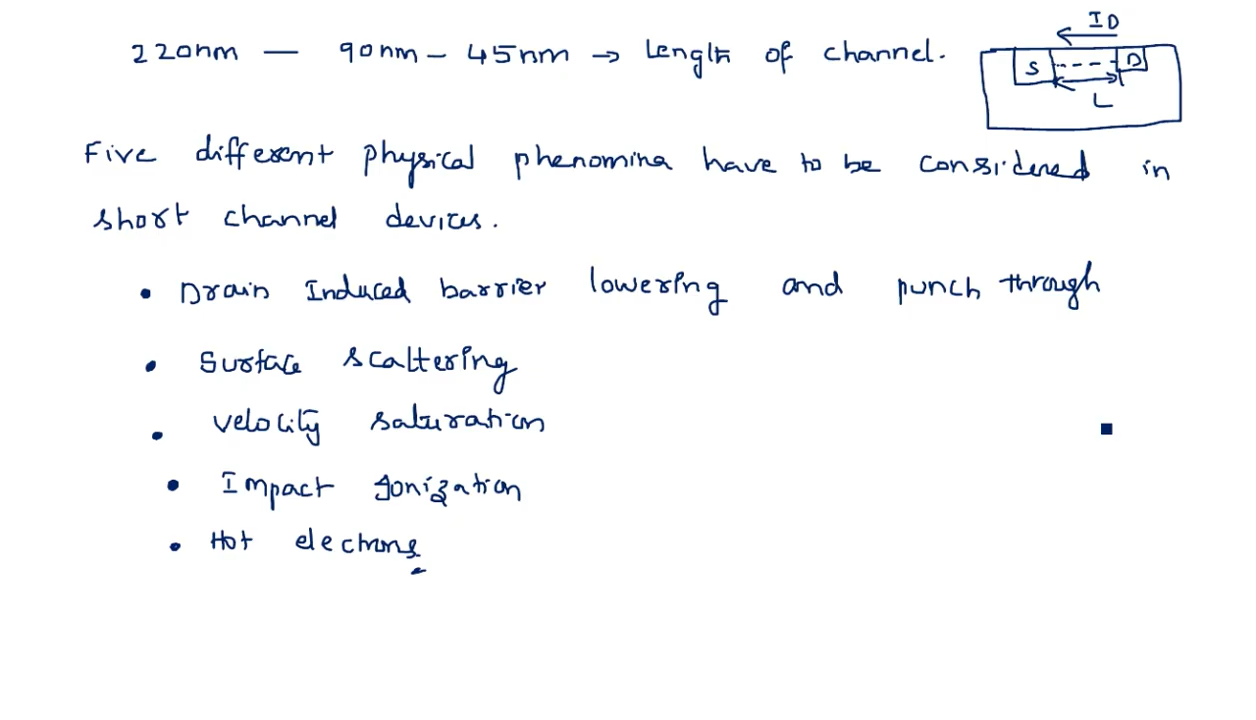 220nm — 90nm – 45nm → Length of channel.
ID
S D
L
Five different physical phenomina have to be considered in
short channel devices.
• Drain Induced barrier lowering and punch through
• Surface scattering
• velocity saturation
• Impact Ionization
• Hot electrons